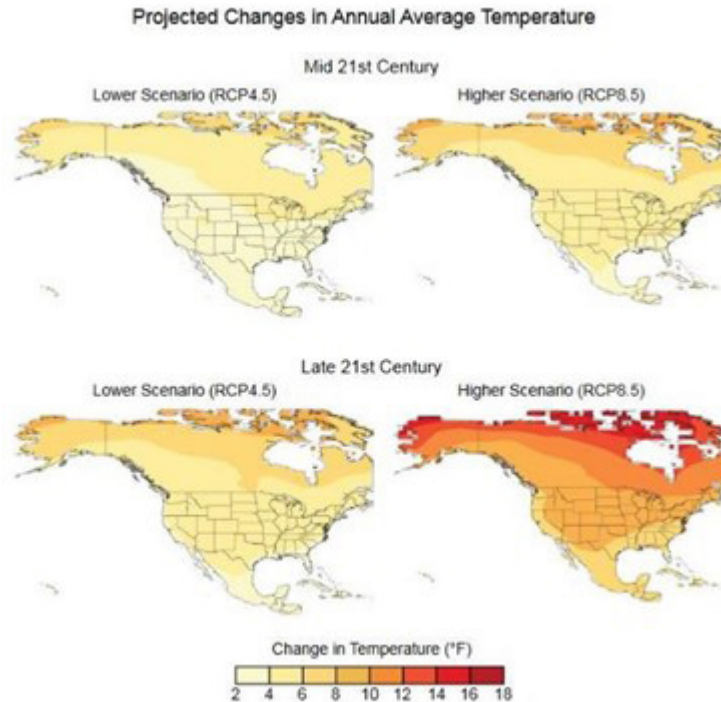 Projected Changes in Annual Average Temperature
Mid 21st Century
Lower Scenario (RCP4.5) Higher Scenario (RCP8.5)
Late 21st Century
Lower Scenario (RCP4.5) Higher Scenario (RCP8.5)
Change in Temperature (°F)
2 4 6 8 10 12 14 16 18